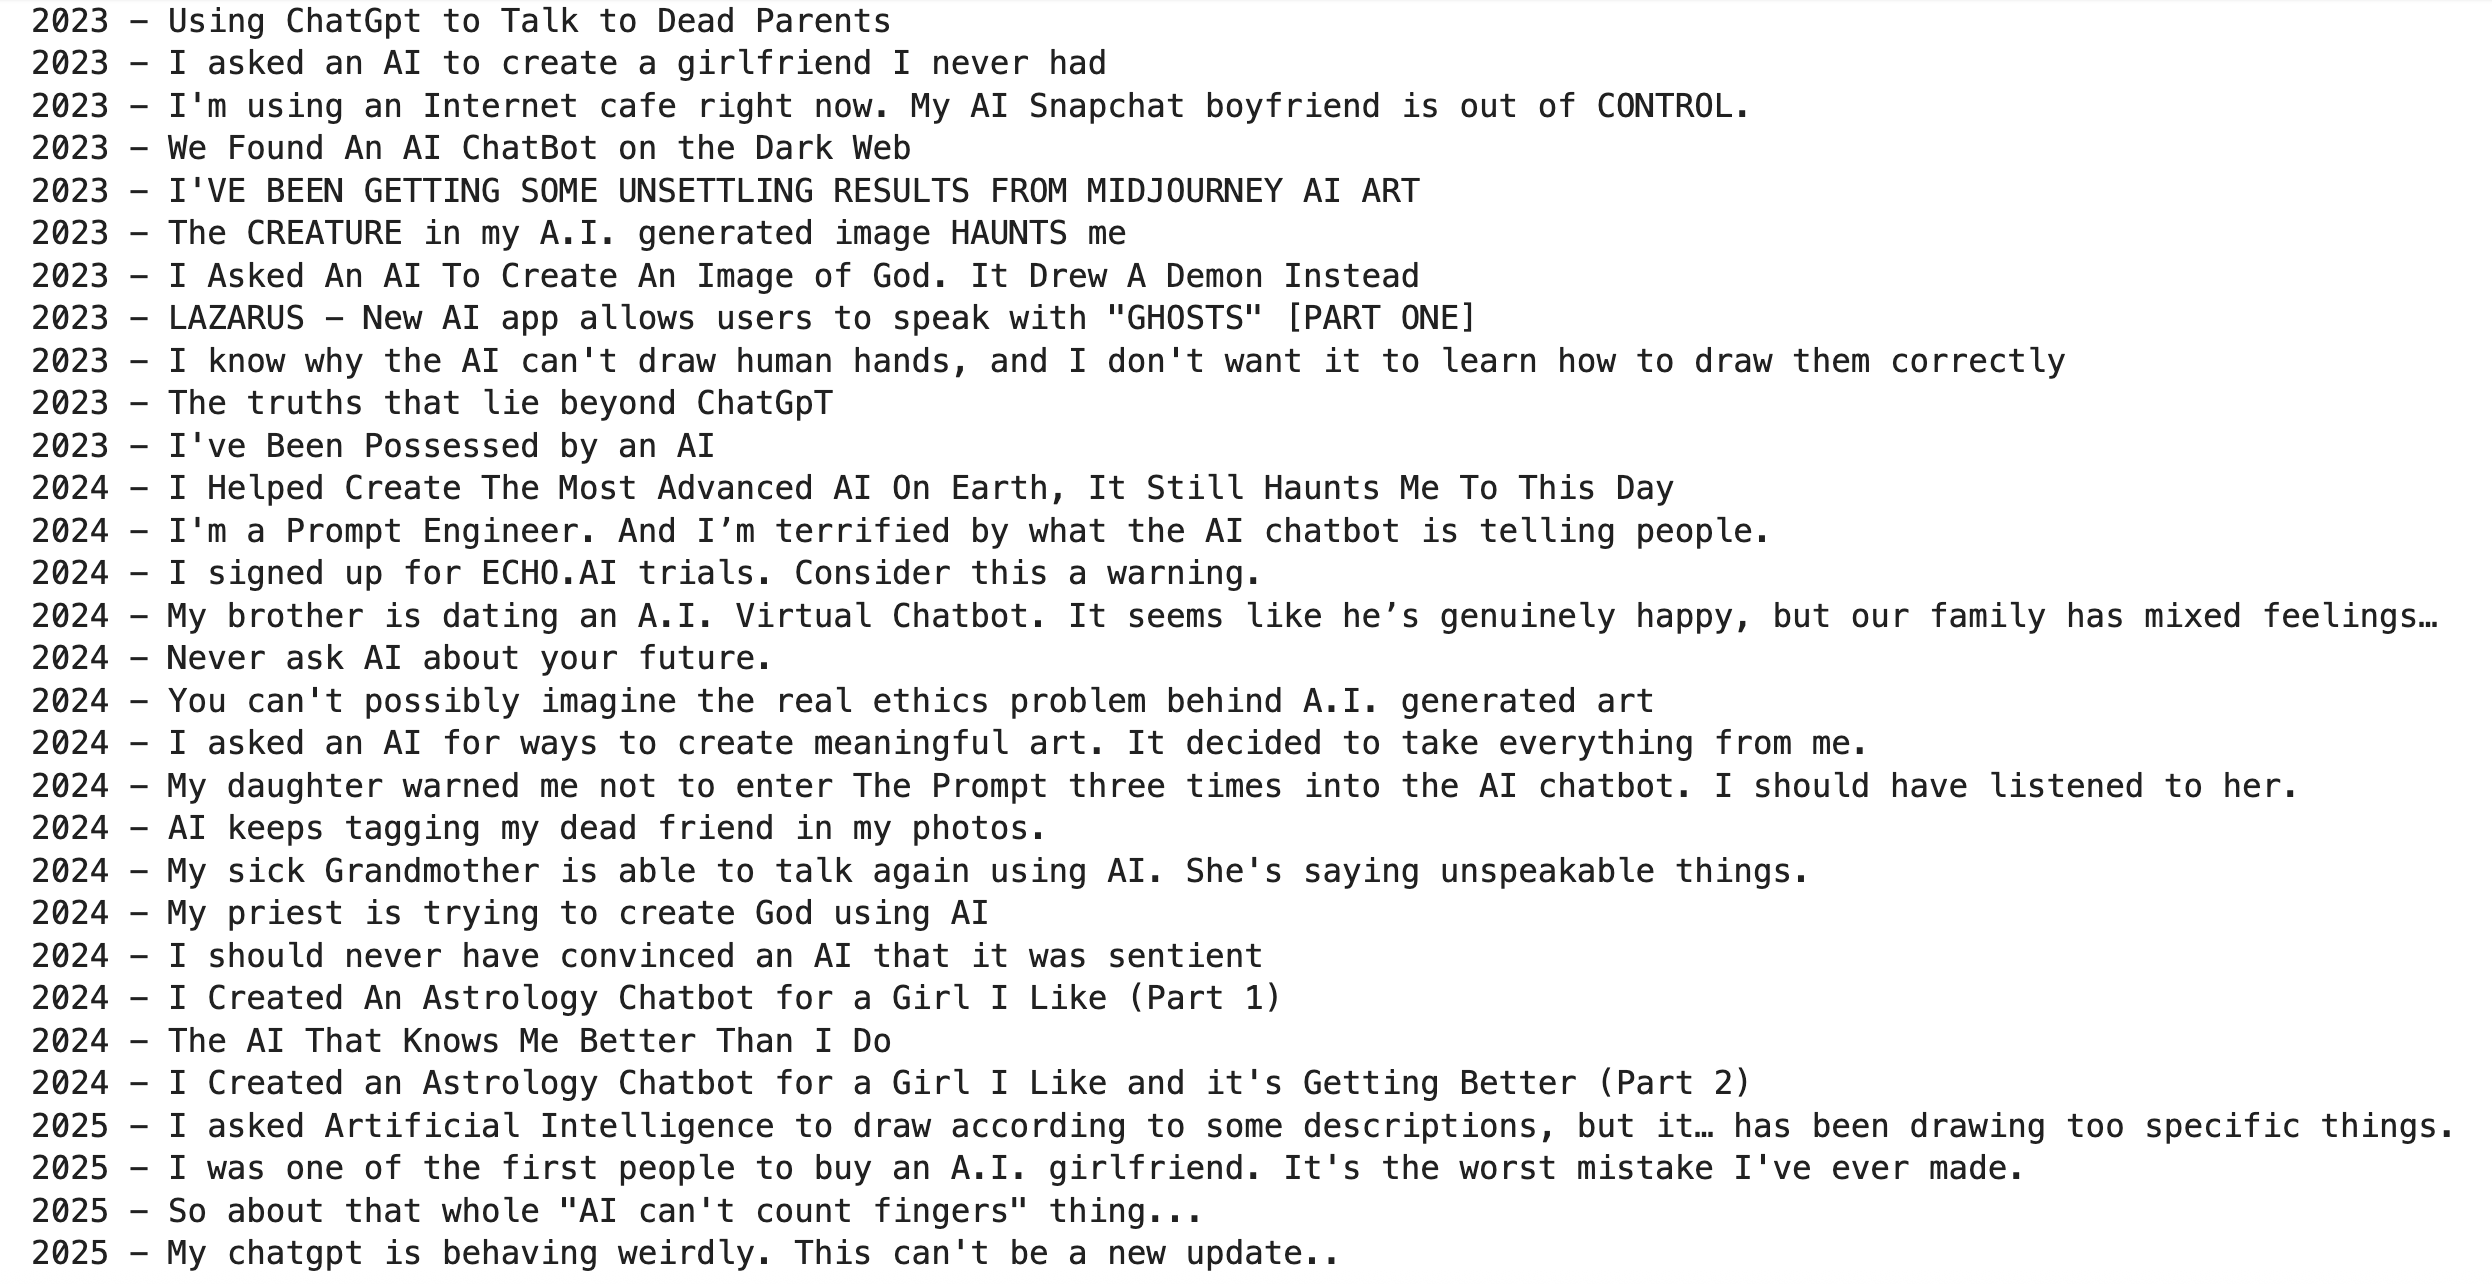 2023 – Using ChatGpt to Talk to Dead Parents
2023 – I asked an AI to create a girlfriend I never had
2023 – I'm using an Internet cafe right now. My AI Snapchat boyfriend is out of CONTROL.
2023 – We Found An AI ChatBot on the Dark Web
2023 – I'VE BEEN GETTING SOME UNSETTLING RESULTS FROM MIDJOURNEY AI ART
2023 – The CREATURE in my A.I. generated image HAUNTS me
2023 – I Asked An AI To Create An Image of God. It Drew A Demon Instead
2023 – LAZARUS – New AI app allows users to speak with "GHOSTS" [PART ONE]
2023 – I know why the AI can't draw human hands, and I don't want it to learn how to draw them correctly
2023 – The truths that lie beyond ChatGpT
2023 – I've Been Possessed by an AI
2024 – I Helped Create The Most Advanced AI On Earth, It Still Haunts Me To This Day
2024 – I'm a Prompt Engineer. And I’m terrified by what the AI chatbot is telling people.
2024 – I signed up for ECHO.AI trials. Consider this a warning.
2024 – My brother is dating an A.I. Virtual Chatbot. It seems like he’s genuinely happy, but our family has mixed feelings…
2024 – Never ask AI about your future.
2024 – You can't possibly imagine the real ethics problem behind A.I. generated art
2024 – I asked an AI for ways to create meaningful art. It decided to take everything from me.
2024 – My daughter warned me not to enter The Prompt three times into the AI chatbot. I should have listened to her.
2024 – AI keeps tagging my dead friend in my photos.
2024 – My sick Grandmother is able to talk again using AI. She's saying unspeakable things.
2024 – My priest is trying to create God using AI
2024 – I should never have convinced an AI that it was sentient
2024 – I Created An Astrology Chatbot for a Girl I Like (Part 1)
2024 – The AI That Knows Me Better Than I Do
2024 – I Created an Astrology Chatbot for a Girl I Like and it's Getting Better (Part 2)
2025 – I asked Artificial Intelligence to draw according to some descriptions, but it… has been drawing too specific things.
2025 – I was one of the first people to buy an A.I. girlfriend. It's the worst mistake I've ever made.
2025 – So about that whole "AI can't count fingers" thing...
2025 – My chatgpt is behaving weirdly. This can't be a new update..